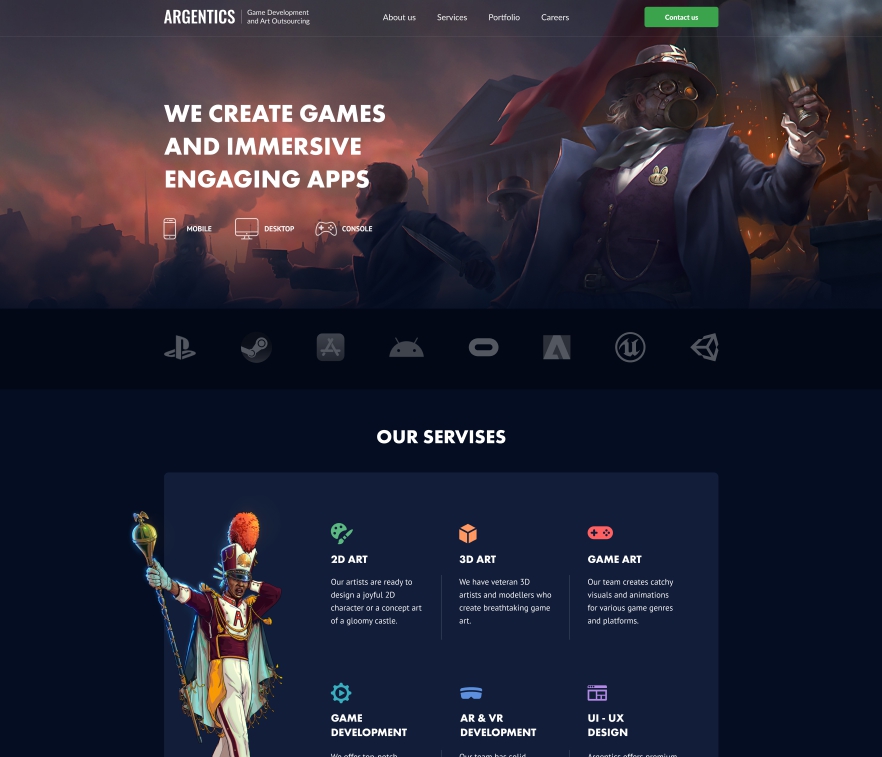 ARGENTICS
Game Development
and Art Outsourcing
About us
Services
Portfolio
Careers
Contact us
WE CREATE GAMES
AND IMMERSIVE
ENGAGING APPS
MOBILE
DESKTOP
CONSOLE
OUR SERVISES
2D ART
Our artists are ready to
design a joyful 2D
character or a concept art
of a gloomy castle.
3D ART
We have veteran 3D
artists and modellers who
create breathtaking game
art.
GAME ART
Our team creates catchy
visuals and animations
for various game genres
and platforms.
GAME
DEVELOPMENT
We offer top-notch
AR & VR
DEVELOPMENT
Our team has solid
UI - UX
DESIGN
Argentics offers premium